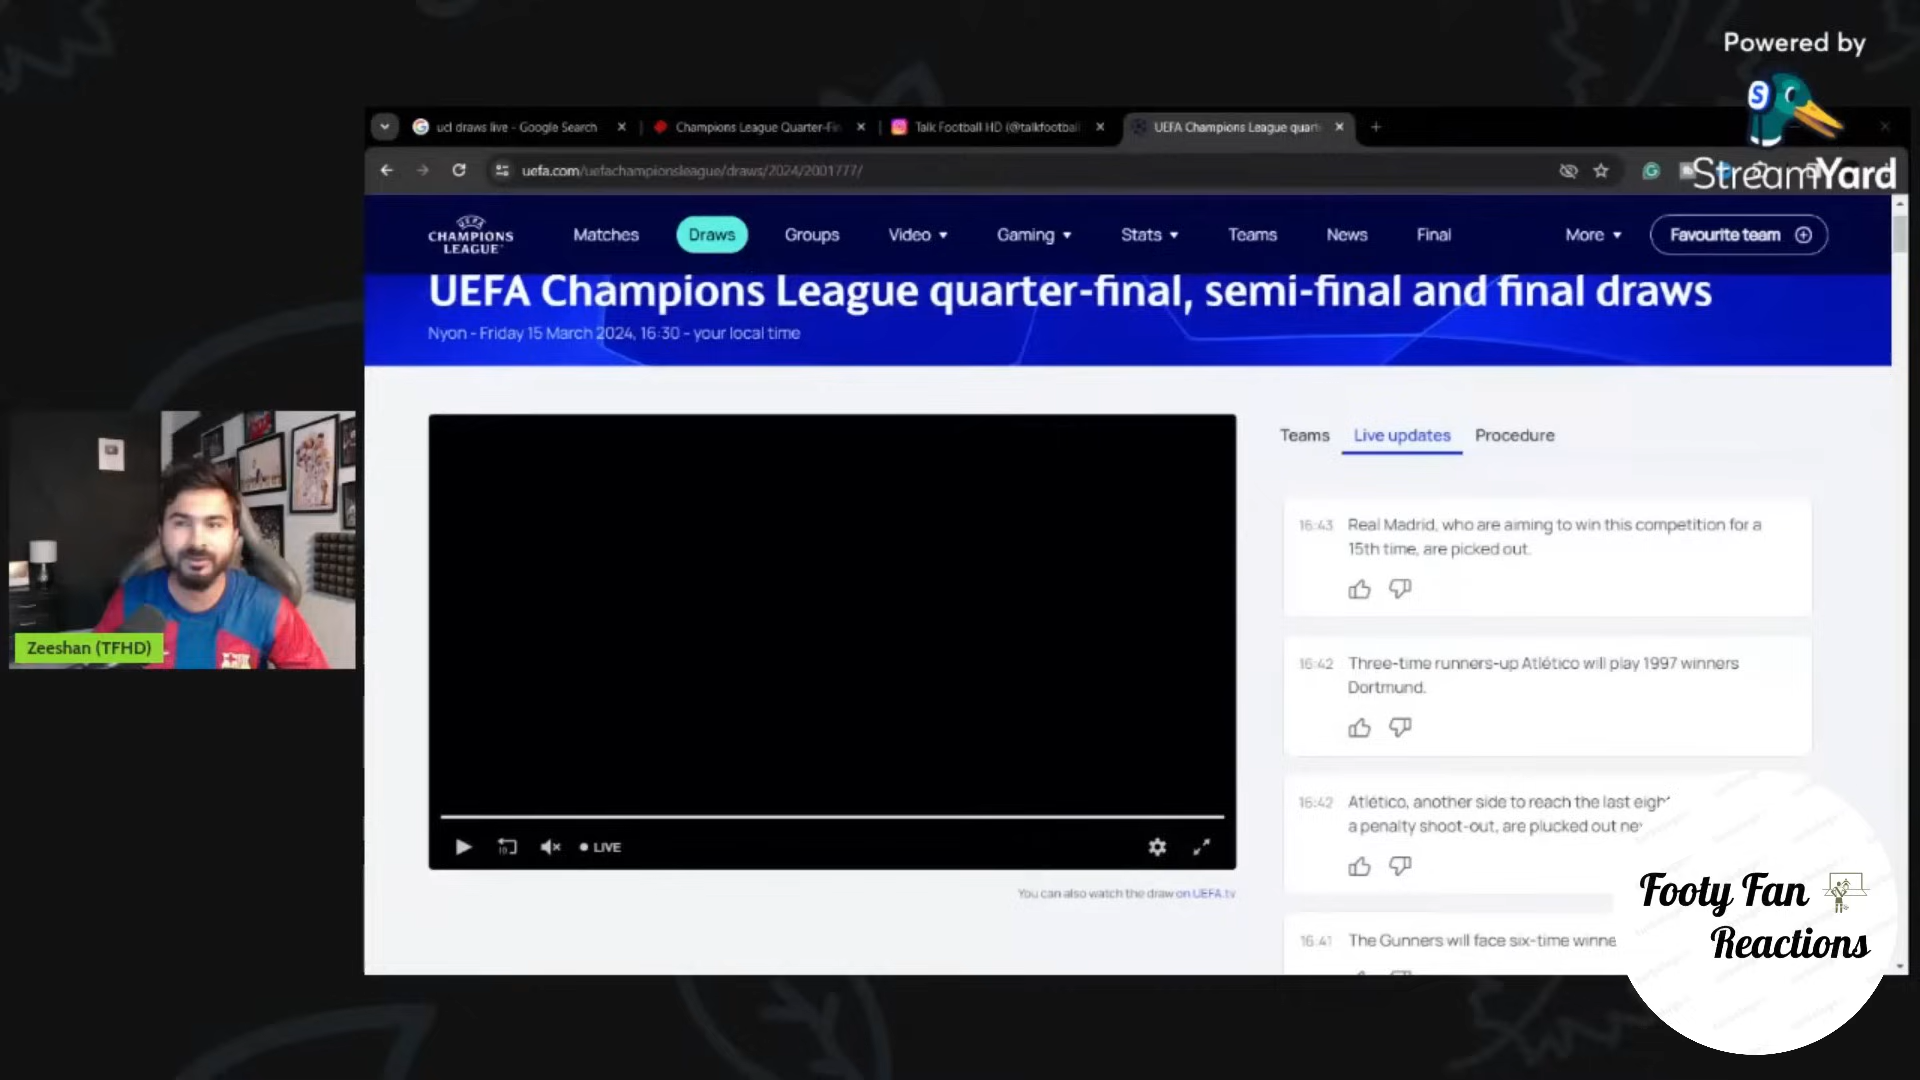 Powered by
StreamYard
ucl draws live - Google Search
Champions League Quarter-Fin
Talk Football HD (@talkfootbal
UEFA Champions League quart
uefa.com/uefachampionsleague/draws/2024/2001777/
CHAMPIONS
LEAGUE
Matches
Draws
Groups
Video
Gaming
Stats
Teams
News
Final
More
Favourite team
UEFA Champions League quarter-final, semi-final and final draws
Nyon - Friday 15 March 2024, 16:30 - your local time
Teams
Live updates
Procedure
16:43 Real Madrid, who are aiming to win this competition for a
15th time, are picked out.
16:42 Three-time runners-up Atlético will play 1997 winners
Dortmund.
16:42 Atlético, another side to reach the last eight
a penalty shoot-out, are plucked out
16:41 The Gunners will face six-time winne
LIVE
You can also watch the draw on UEFA.tv
Zeeshan (TFHD)
Footy Fan
Reactions